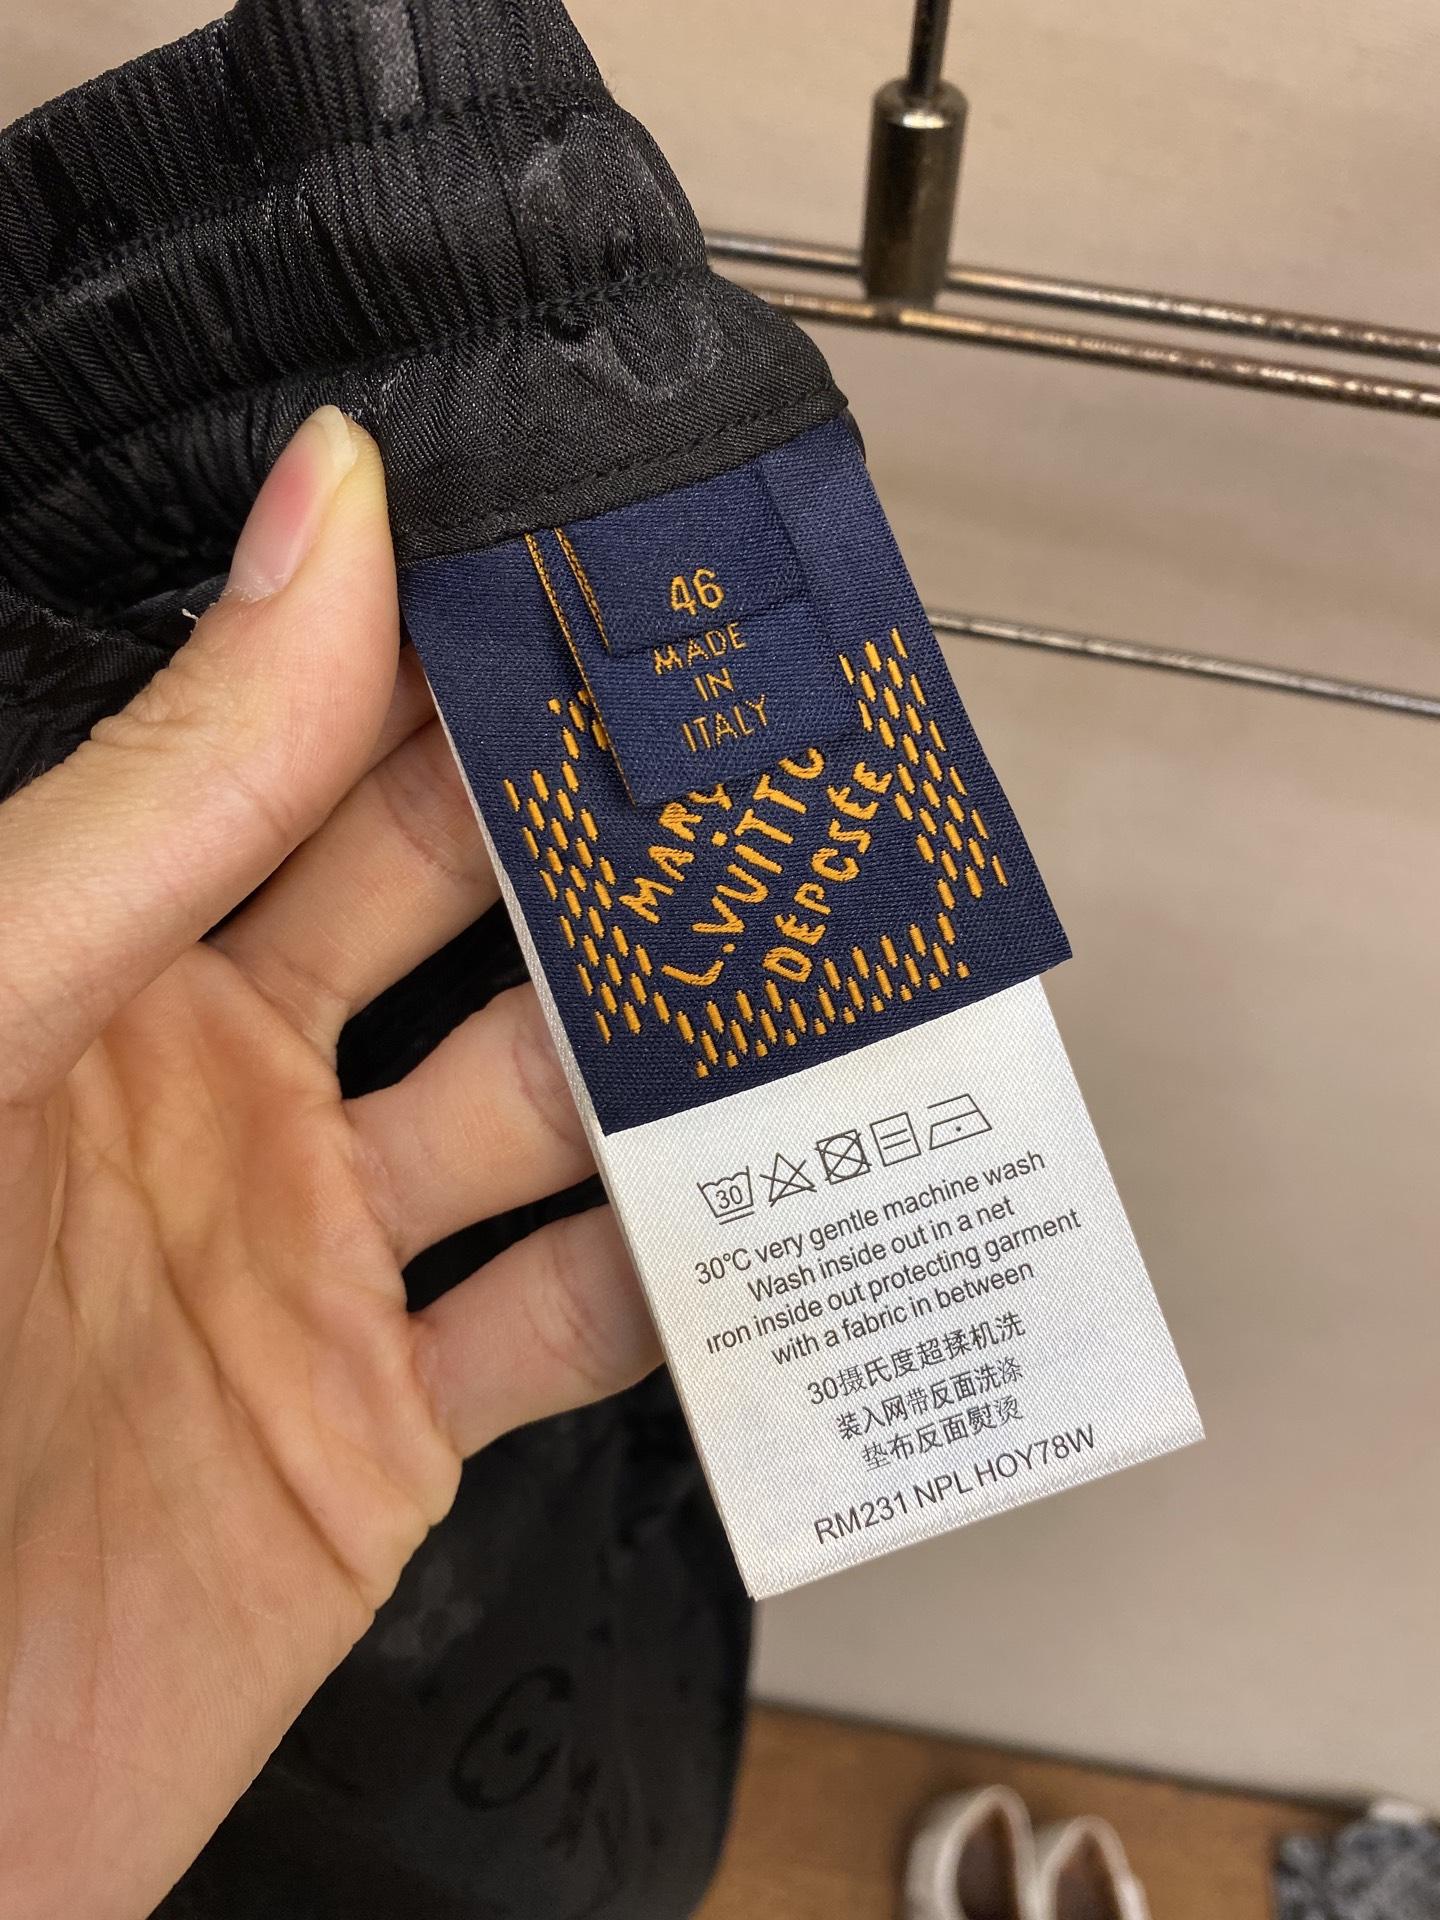 46
MADE
IN
ITALY
L.VUITTO
DEPCSEE
30
30°C very gentle machine wash
Wash inside out in a net
Iron inside out protecting garment
with a fabric in between
30摄氏度超揉机洗
装入网带反面洗涤
垫布反面熨烫
RM231 NPL HOY78W